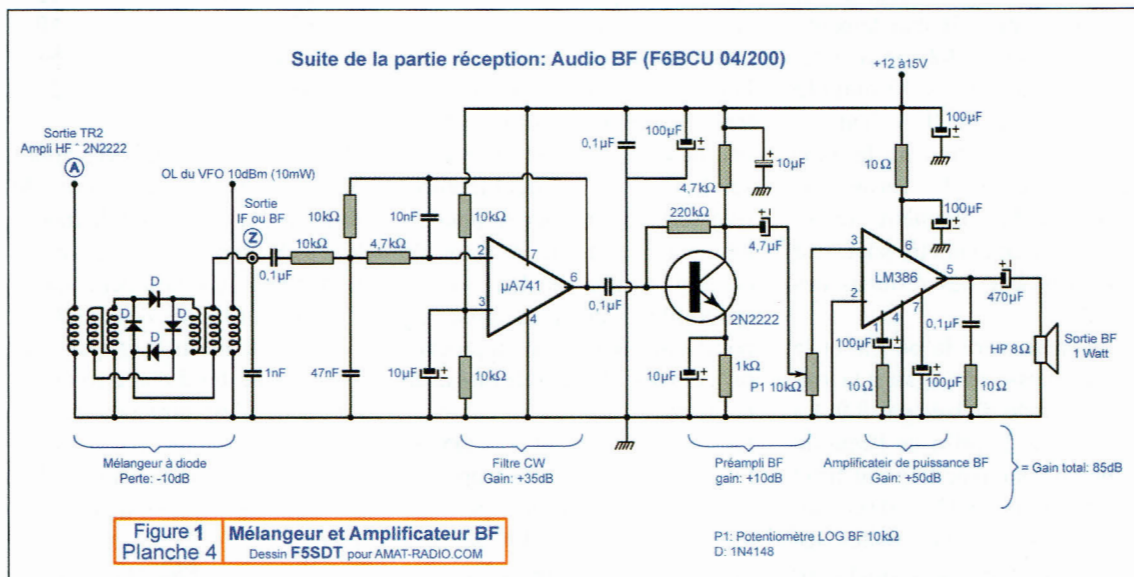 Suite de la partie réception: Audio BF (F6BCU 04/200)
+12 à15V
Sortie TR2
Ampli HF ˆ 2N2222
A
OL du VFO 10dBm (10mW)
Sortie
IF ou BF
Z
0,1µF
100µF
10µF
4,7kΩ
10Ω
100µF
100µF
10kΩ
10nF
10kΩ
220kΩ
4,7µF
10kΩ
4,7kΩ
0,1µF
D
D
D
D
2
7
µA741
6
3
4
0,1µF
2N2222
3
6
LM386
5
2
1
4
7
470µF
0,1µF
Sortie BF
1 Watt
HP 8Ω
1nF
47nF
10µF
10kΩ
10µF
1kΩ
P1 10kΩ
100µF
10Ω
100µF
10Ω
Mélangeur à diode
Perte: -10dB
Filtre CW
Gain: +35dB
Préampli BF
gain: +10dB
Amplificateir de puissance BF
Gain: +50dB
= Gain total: 85dB
Figure 1
Planche 4
Mélangeur et Amplificateur BF
Dessin F5SDT pour AMAT-RADIO.COM
P1: Potentiomètre LOG BF 10kΩ
D: 1N4148